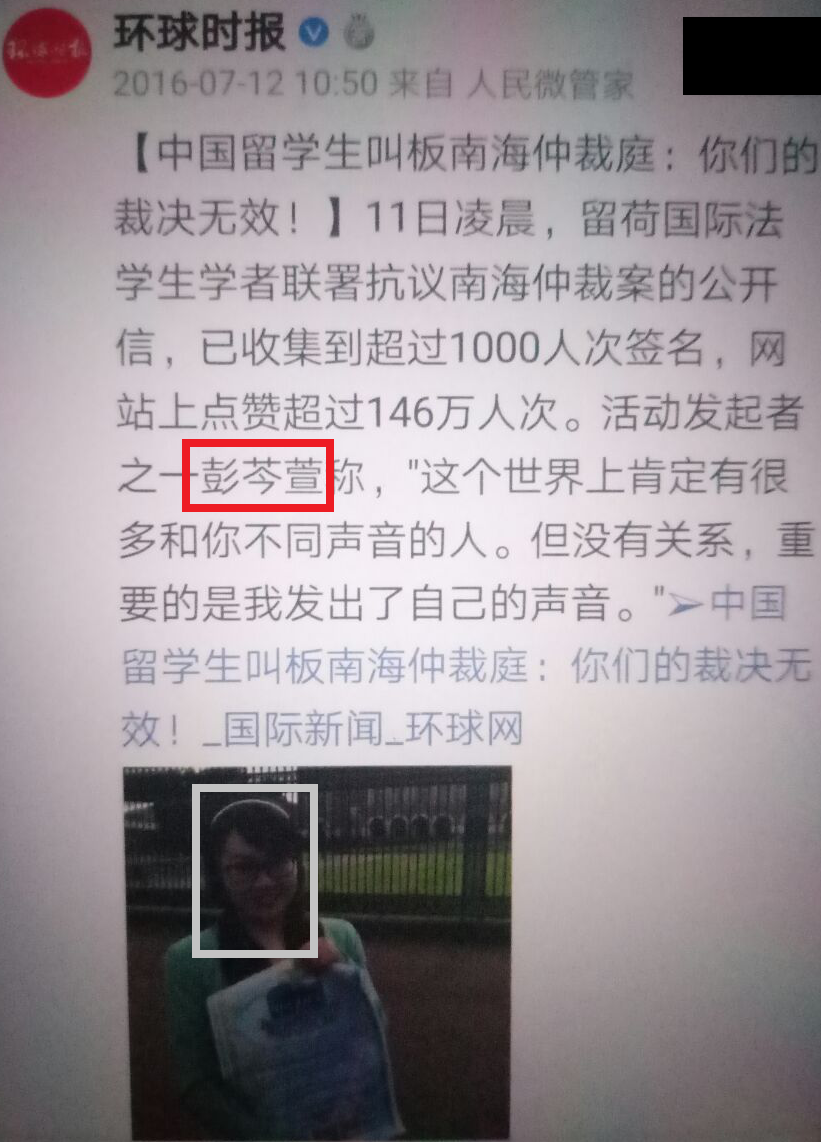 环球时报
2016-07-12 10:50 来自 人民微管家
【中国留学生叫板南海仲裁庭：你们的
裁决无效！】11日凌晨，留荷国际法
学生学者联署抗议南海仲裁案的公开
信，已收集到超过1000人次签名，网
站上点赞超过146万人次。活动发起者
之一彭芩萱称，"这个世界上肯定有很
多和你不同声音的人。但没有关系，重
要的是我发出了自己的声音。"➢中国
留学生叫板南海仲裁庭：你们的裁决无
效！_国际新闻_环球网